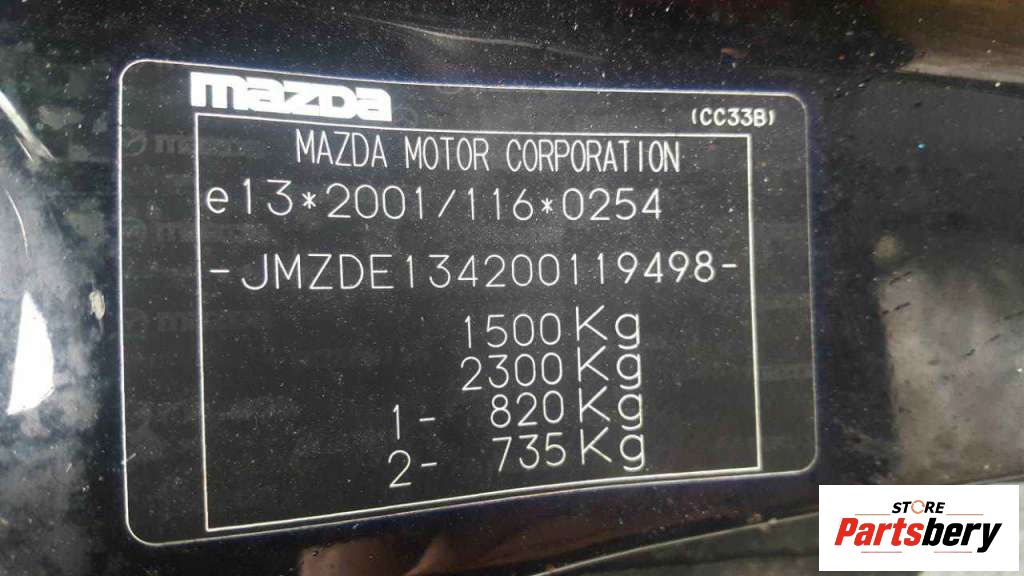 mazda
(CC33B)
MAZDA MOTOR CORPORATION
e13*2001/116*0254
-JMZDE134200119498-
1500Kg
2300Kg
1- 820Kg
2- 735Kg
STORE
Partsbery